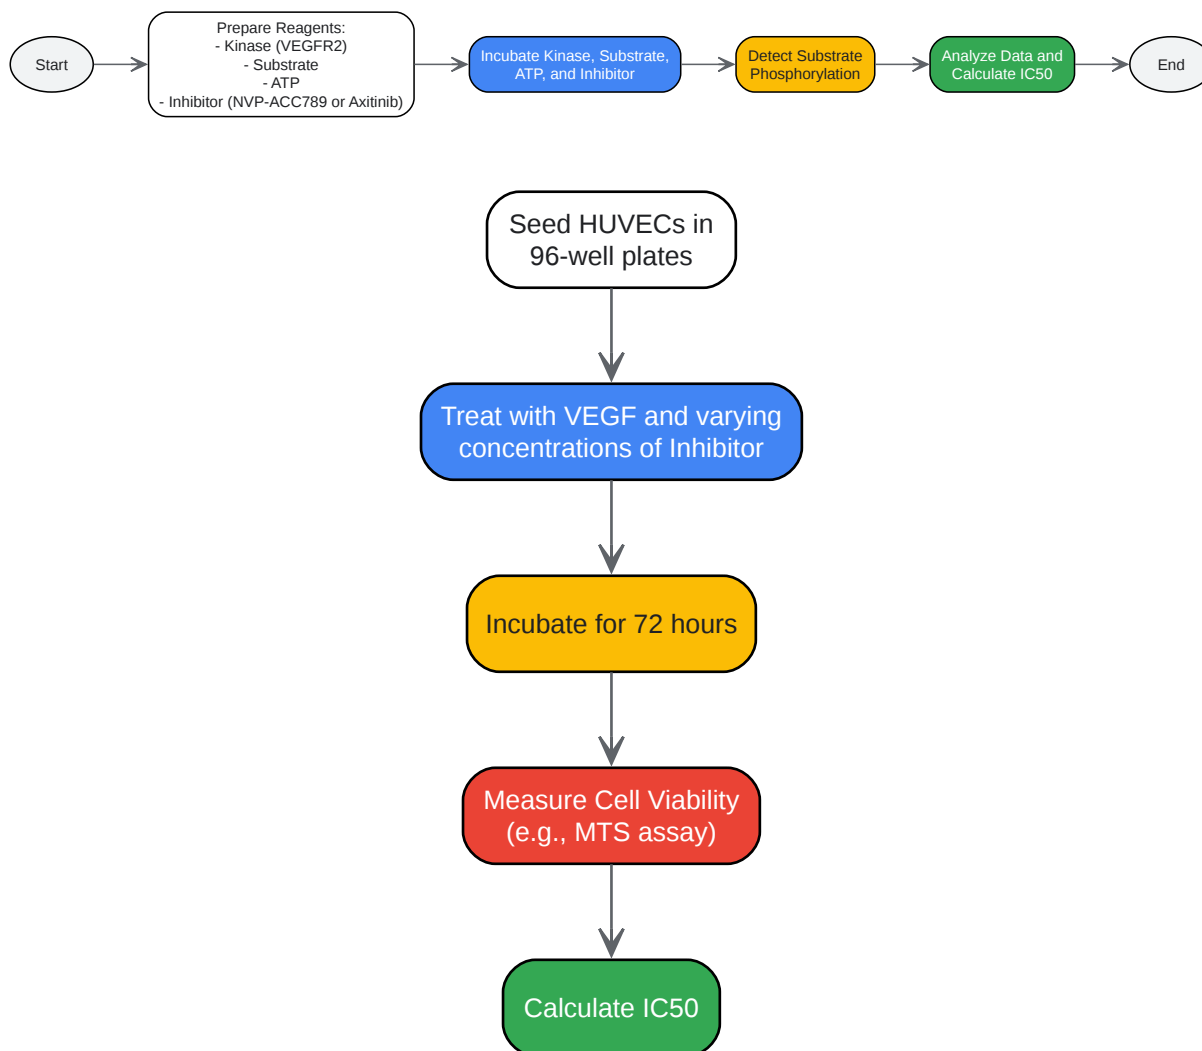 Start
Prepare Reagents:
- Kinase (VEGFR2)
- Substrate
- ATP
- Inhibitor (NVP-ACC789 or Axitinib)
Incubate Kinase, Substrate,
ATP, and Inhibitor
Detect Substrate
Phosphorylation
Analyze Data and
Calculate IC50
End
Seed HUVECs in
96-well plates
Treat with VEGF and varying
concentrations of Inhibitor
Incubate for 72 hours
Measure Cell Viability
(e.g., MTS assay)
Calculate IC50